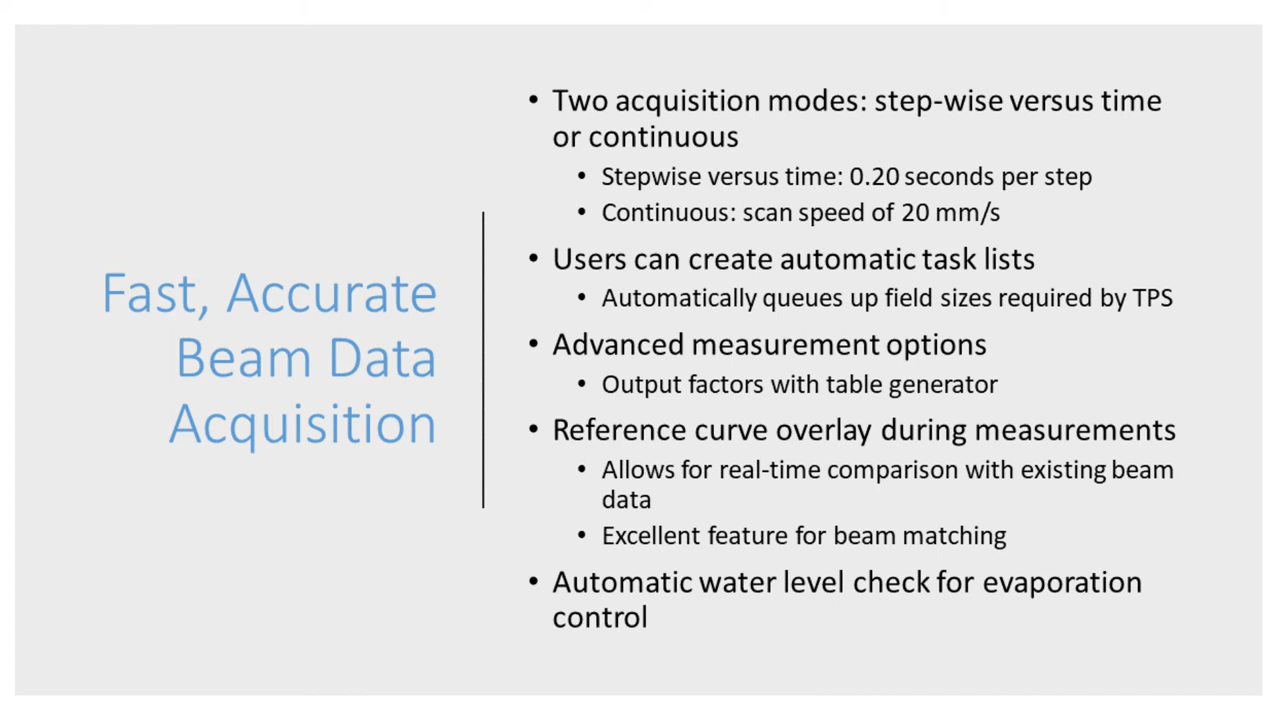 Fast, Accurate
Beam Data
Acquisition
• Two acquisition modes: step-wise versus time
or continuous
• Stepwise versus time: 0.20 seconds per step
• Continuous: scan speed of 20 mm/s
• Users can create automatic task lists
• Automatically queues up field sizes required by TPS
• Advanced measurement options
• Output factors with table generator
• Reference curve overlay during measurements
• Allows for real-time comparison with existing beam
data
• Excellent feature for beam matching
• Automatic water level check for evaporation
control